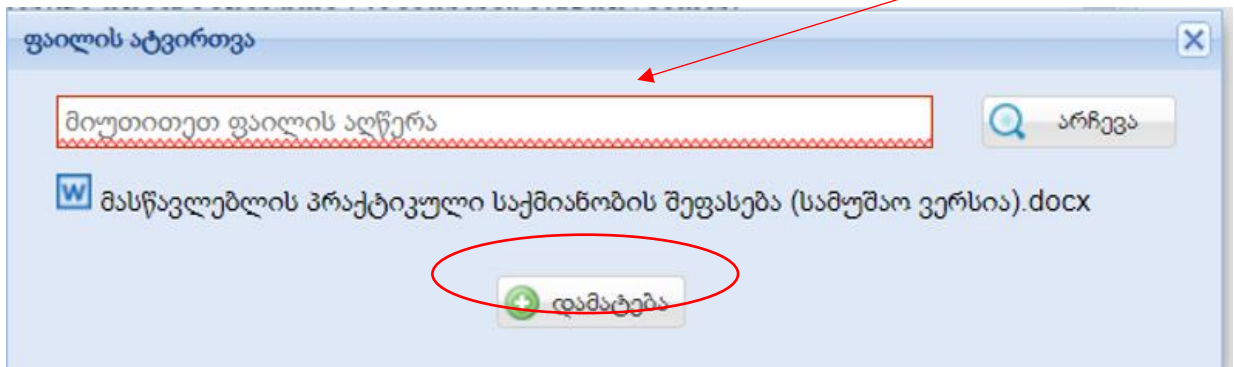 ფაილის ატვირთვა
მიუთითეთ ფაილის აღწერა
არჩევა
მასწავლებლის პრაქტიკული საქმიანობის შეფასება (სამუშაო ვერსია).docx
დამატება